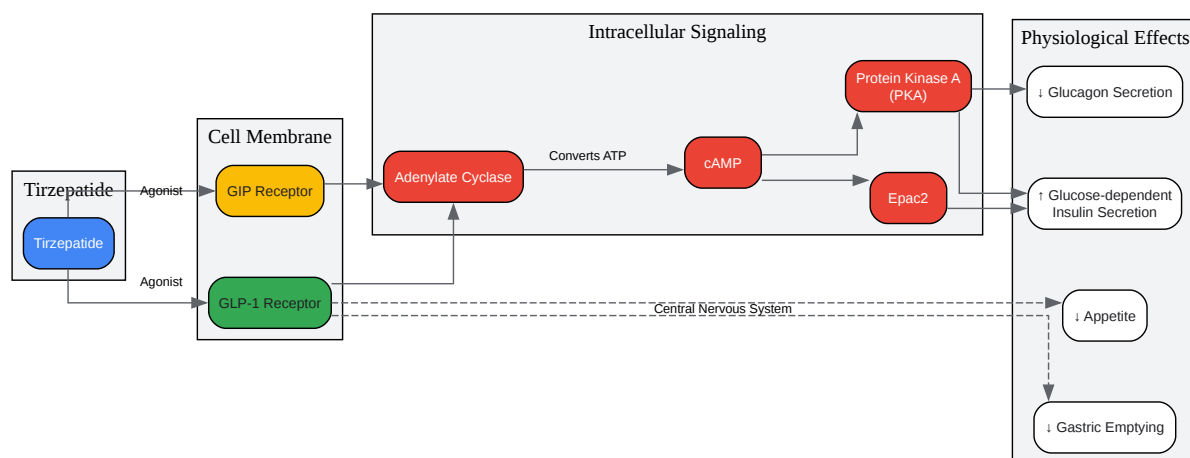 Intracellular Signaling
Physiological Effects
Protein Kinase A
(PKA)
↓ Glucagon Secretion
Cell Membrane
Converts ATP
cAMP
Adenylate Cyclase
Tirzepatide
Agonist
GIP Receptor
Epac2
↑ Glucose-dependent
Insulin Secretion
Tirzepatide
Agonist
GLP-1 Receptor
Central Nervous System
↓ Appetite
↓ Gastric Emptying